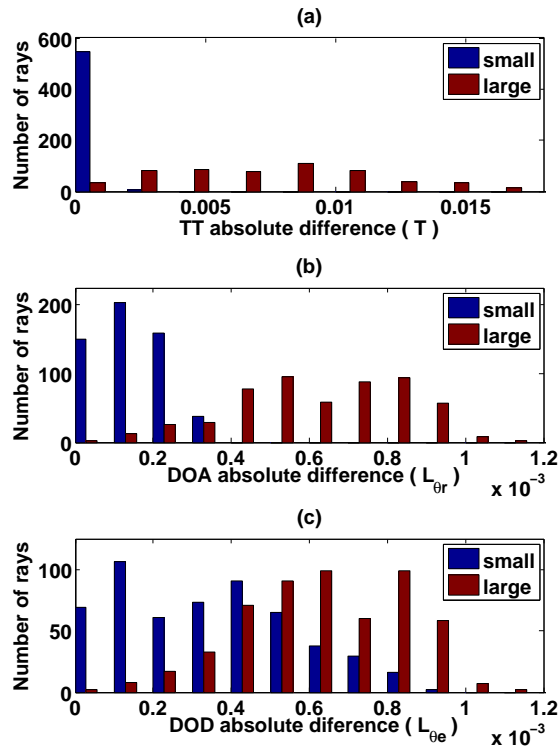 (a)
Number of rays
600
400
200
0
small
large
0 0.005 0.01 0.015
TT absolute difference ( T )
(b)
Number of rays
200
100
0
small
large
0 0.2 0.4 0.6 0.8 1 1.2
DOA absolute difference ( Lθr )
x 10⁻³
(c)
Number of rays
100
50
0
small
large
0 0.2 0.4 0.6 0.8 1 1.2
DOD absolute diference ( Lθe )
x 10⁻³